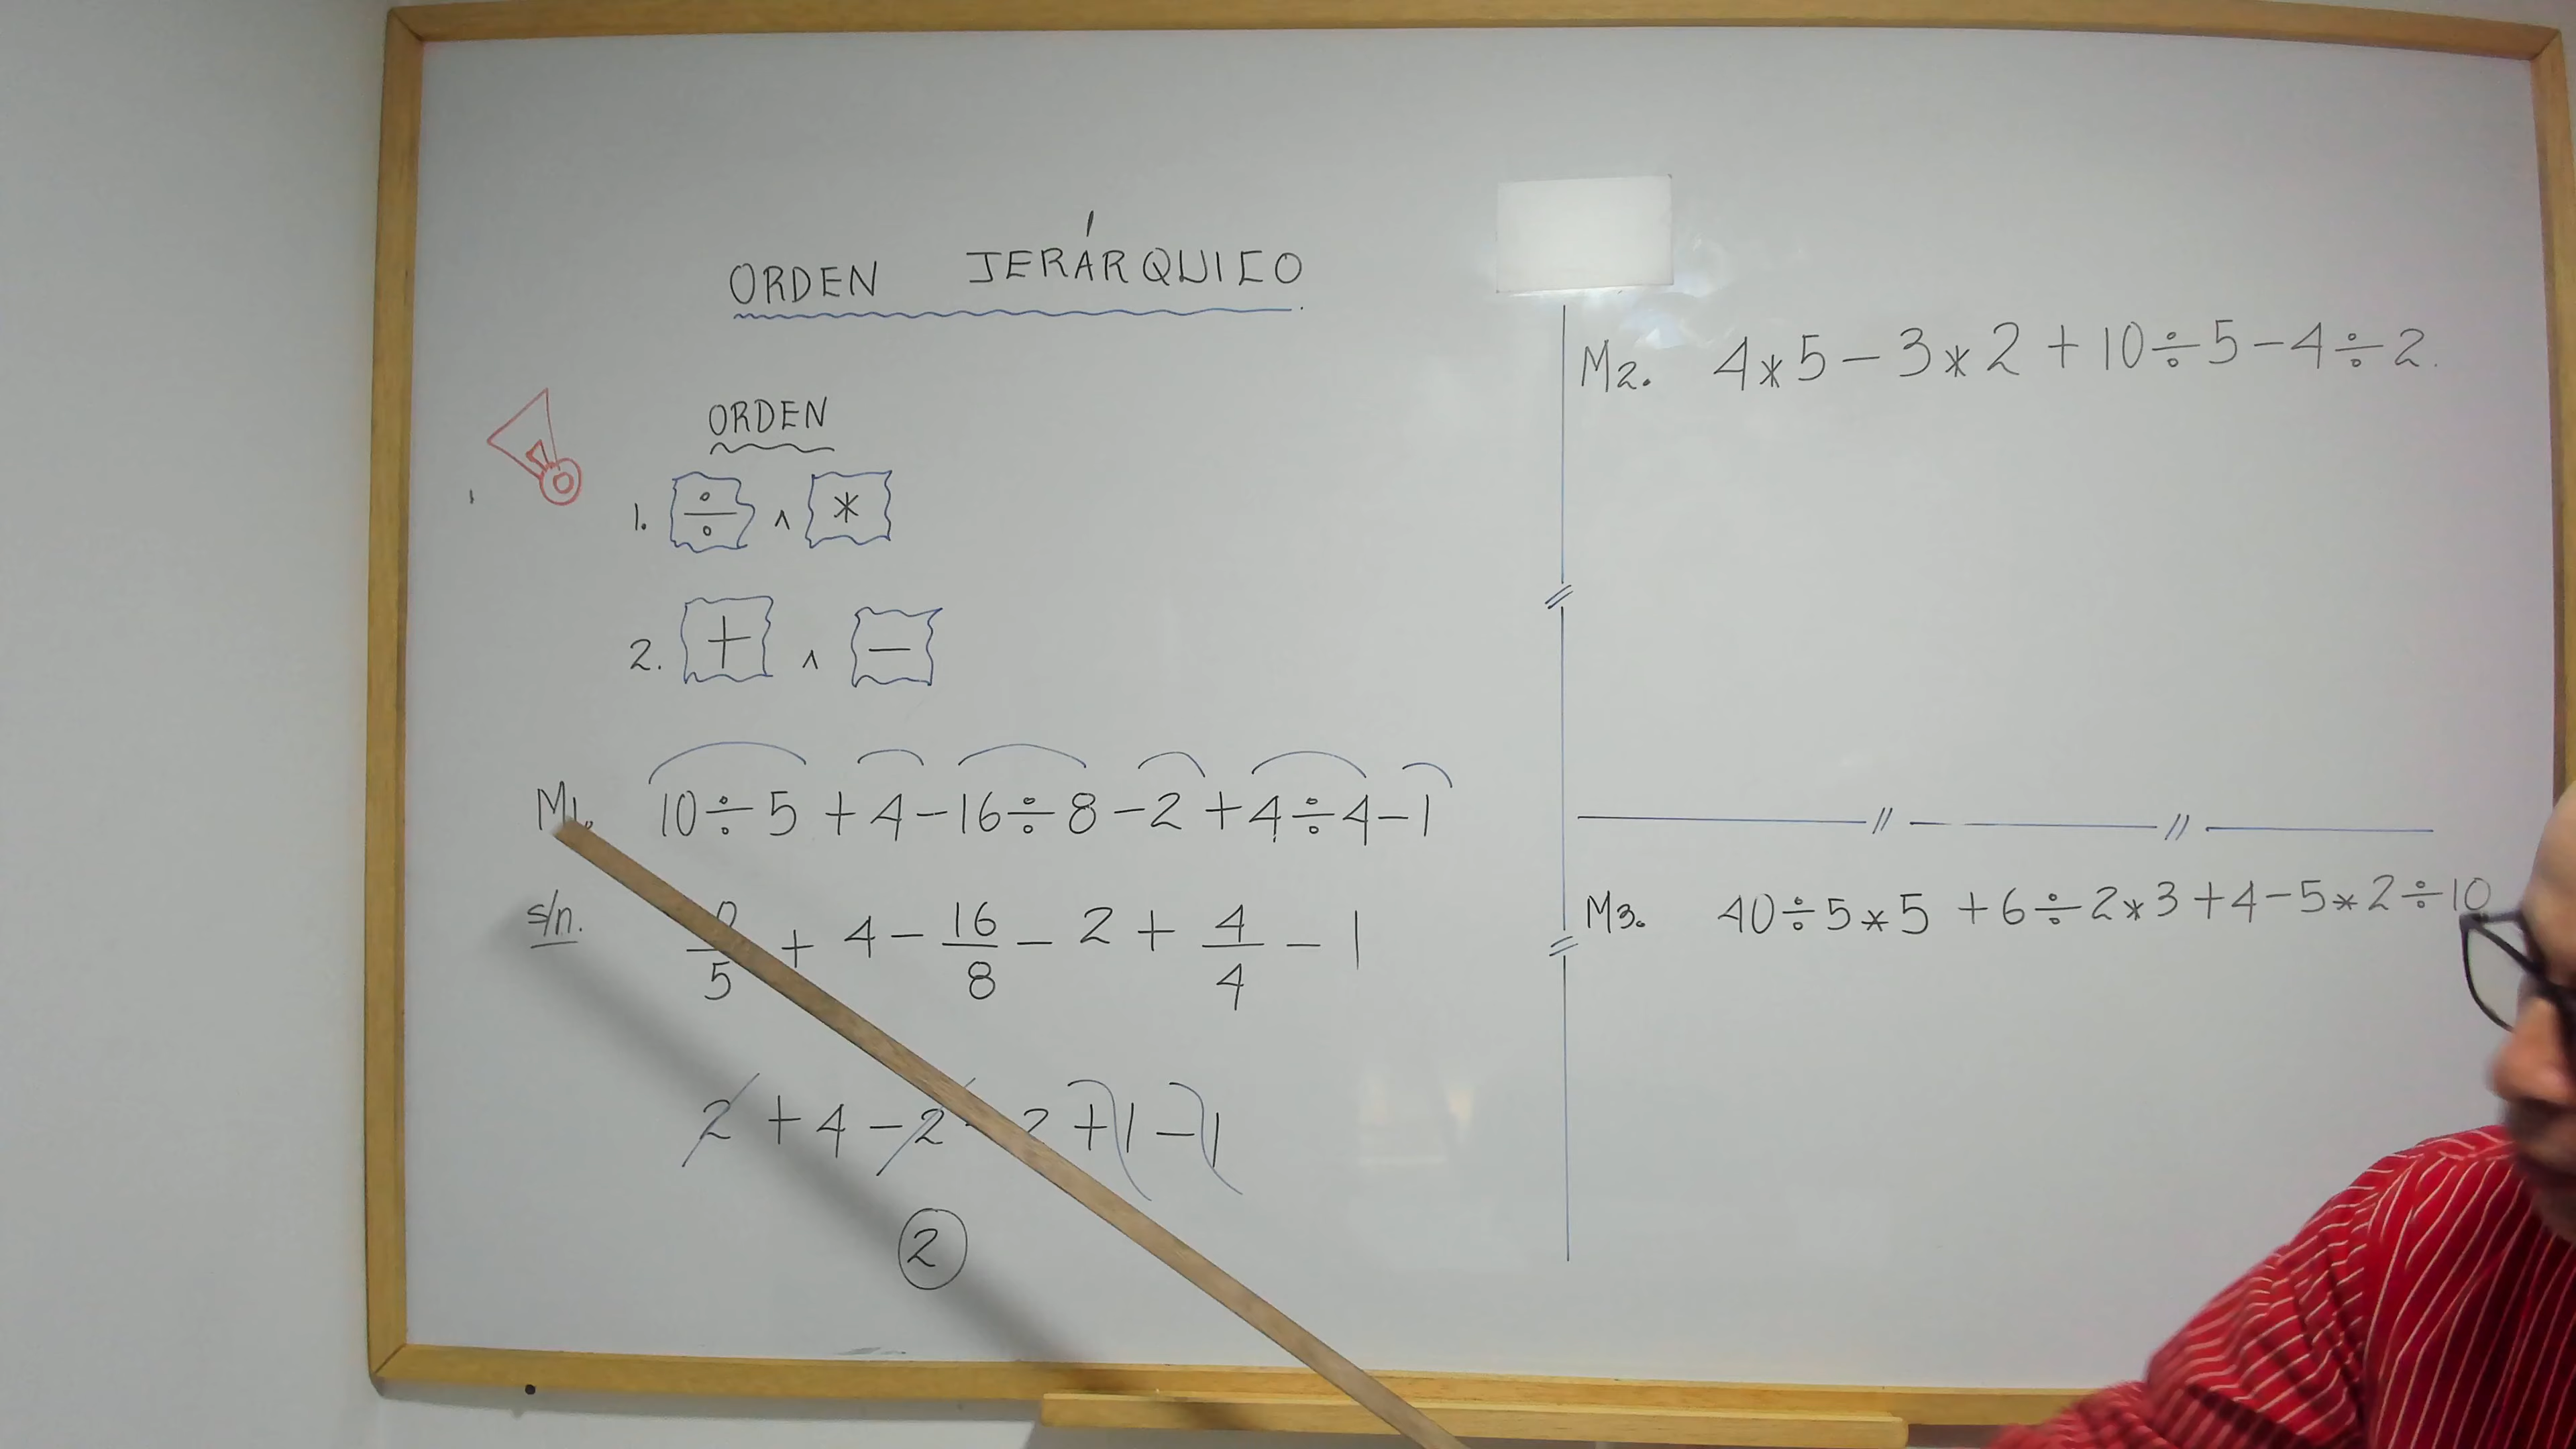 ORDEN JERÁRQUICO
ORDEN
1. ÷ ∧ *
2. + ∧ −
M1. 10÷5+4−16÷8−2+4÷4−1
s/n. 5 + 4 − 16/8 − 2 + 4/4 − 1
2+4−2 2+1−1
2
M2. 4*5−3*2+10÷5−4÷2.
M3. 40÷5*5+6÷2*3+4−5*2÷10